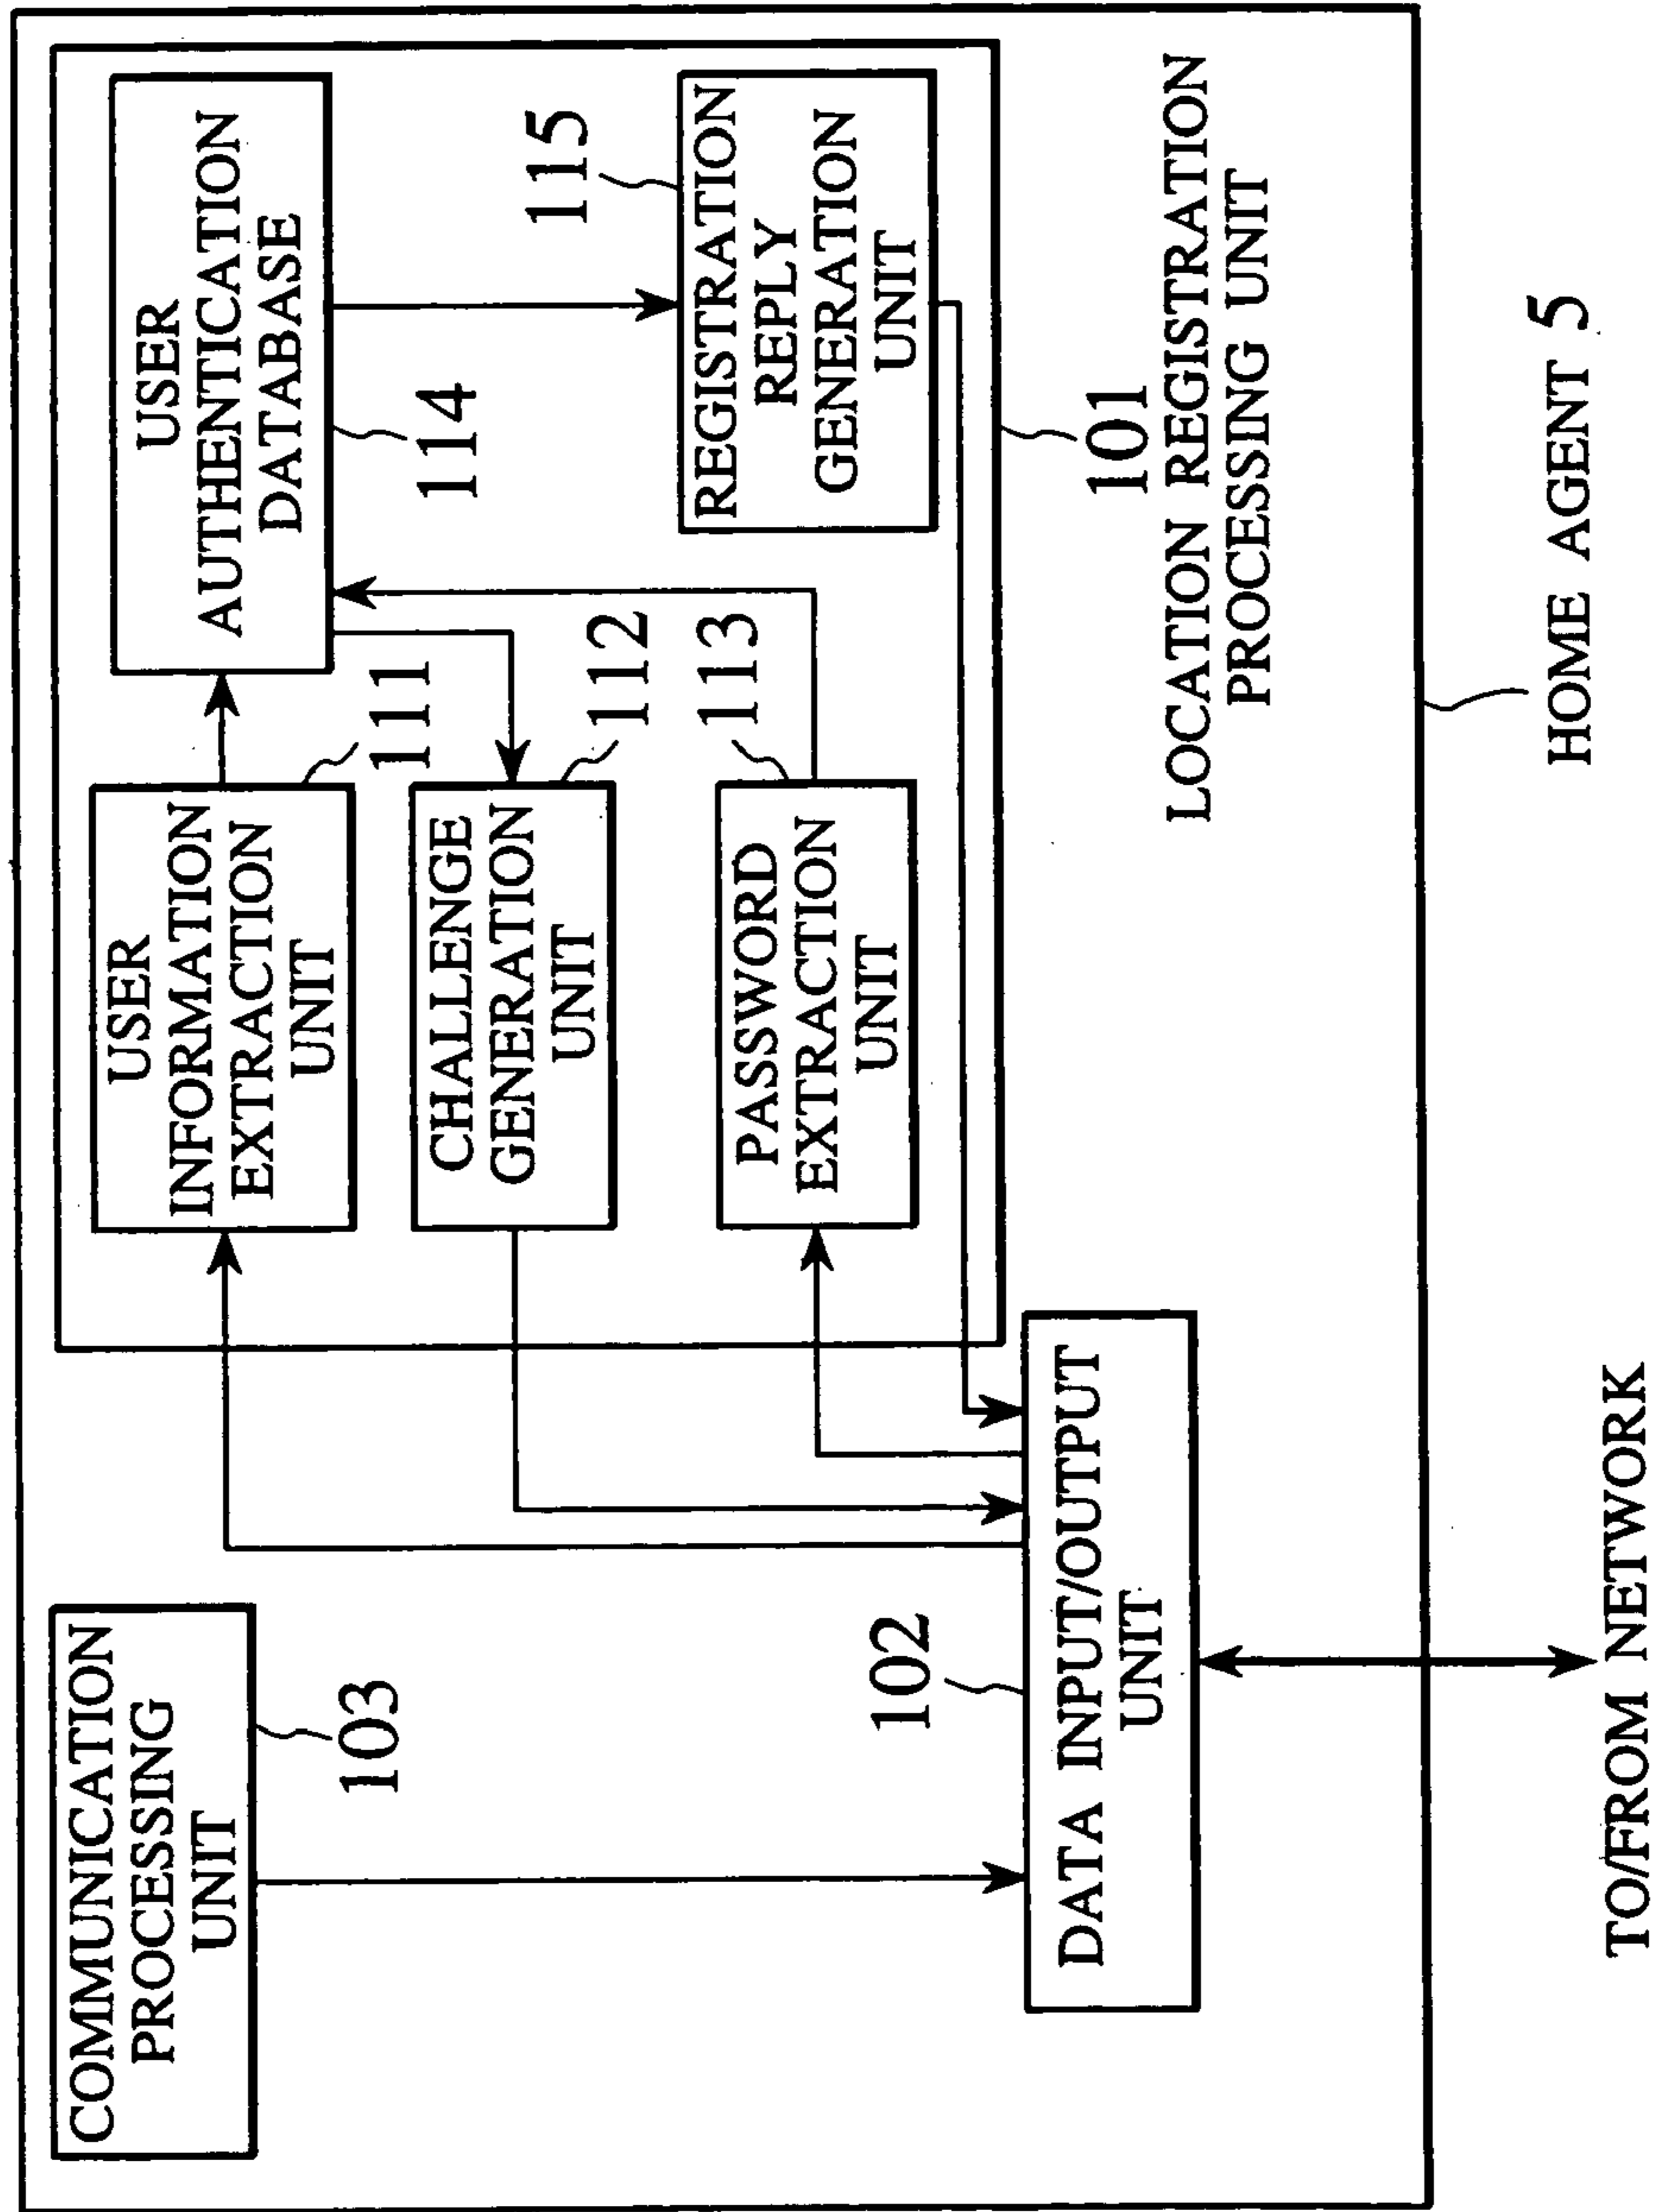 COMMUNICATION
PROCESSING
UNIT
103
USER
INFORMATION
EXTRACTION
UNIT
111
USER
AUTHENTICATION
DATABASE
114
CHALLENGE
GENERATION
UNIT
112
PASSWORD
EXTRACTION
UNIT
113
REGISTRATION
REPLY
GENERATION
UNIT
115
102
DATA INPUT/OUTPUT
UNIT
101
LOCATION REGISTRATION
PROCESSING UNIT
HOME AGENT 5
TO/FROM NETWORK